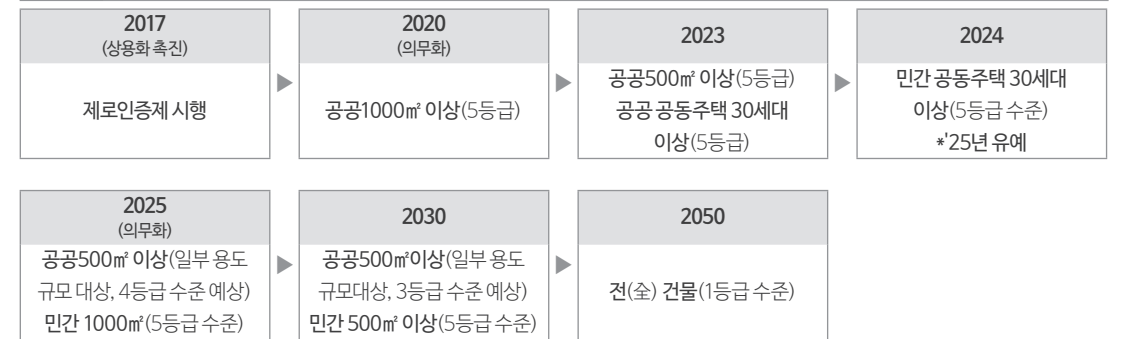 2017
(상용화 촉진)
제로인증제 시행
2020
(의무화)
공공1000㎡ 이상(5등급)
2023
공공500㎡ 이상(5등급)
공공 공동주택 30세대
이상(5등급)
2024
민간 공동주택 30세대
이상(5등급 수준)
*'25년 유예
2025
(의무화)
공공500㎡ 이상(일부 용도
규모 대상, 4등급 수준 예상)
민간 1000㎡(5등급 수준)
2030
공공500㎡이상(일부 용도
규모대상, 3등급 수준 예상)
민간 500㎡ 이상(5등급 수준)
2050
전(全) 건물(1등급 수준)